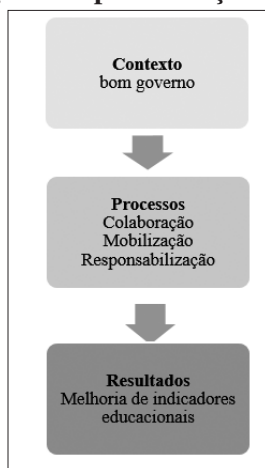 Contexto
bom governo
Processos
Colaboração
Mobilização
Responsabilização
Resultados
Melhoria de indicadores
educacionais